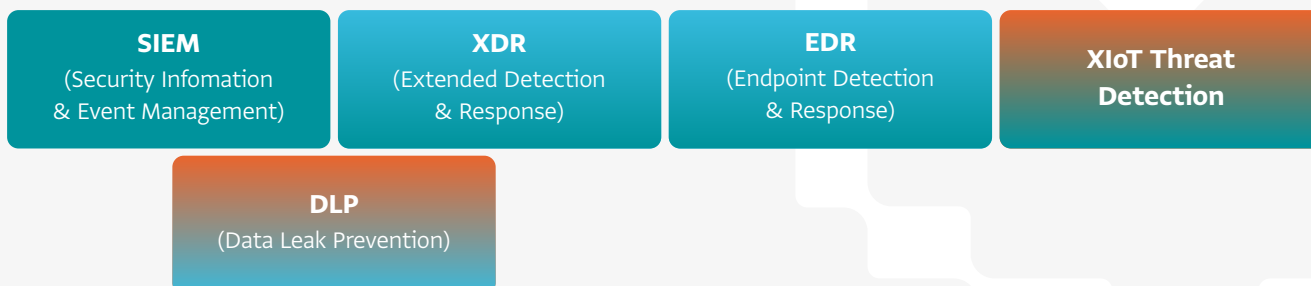 SIEM
(Security Infomation
& Event Management)
XDR
(Extended Detection
& Response)
EDR
(Endpoint Detection
& Response)
XIoT Threat
Detection
DLP
(Data Leak Prevention)